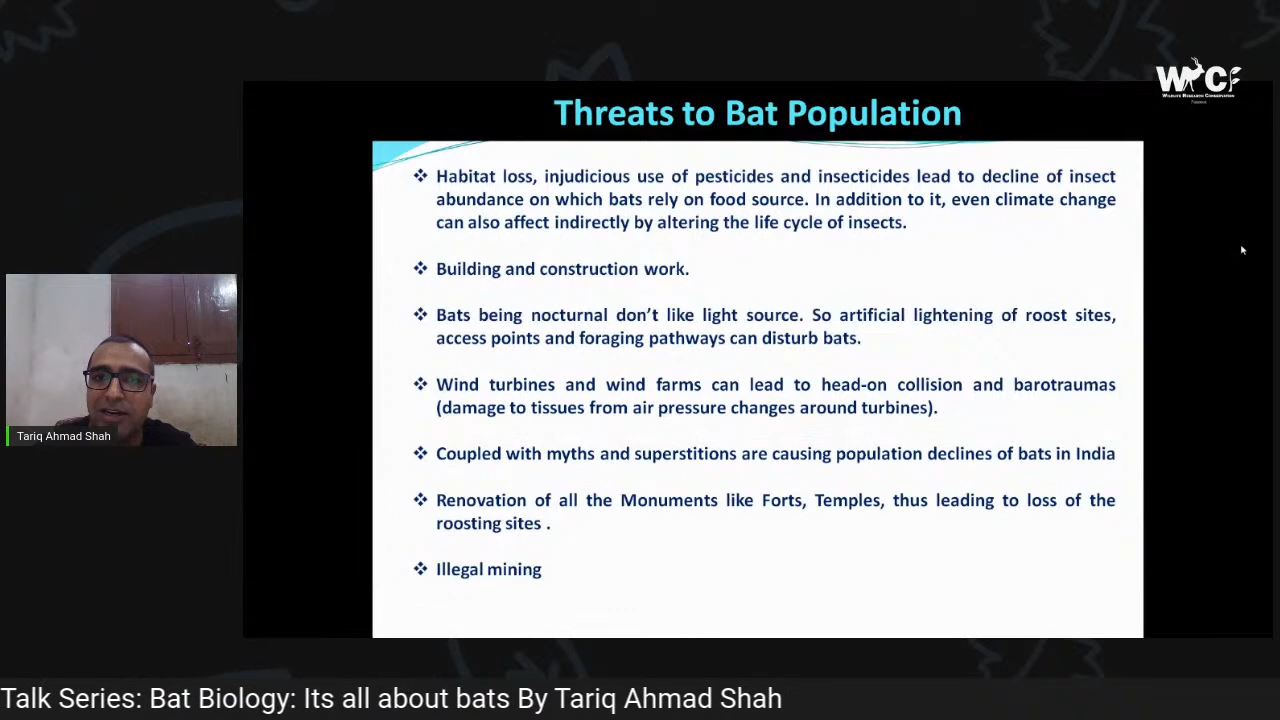 WCF
WILDLIFE RESEARCH CONSERVATION
Threats to Bat Population
❖ Habitat loss, injudicious use of pesticides and insecticides lead to decline of insect
abundance on which bats rely on food source. In addition to it, even climate change
can also affect indirectly by altering the life cycle of insects.
❖ Building and construction work.
❖ Bats being nocturnal don’t like light source. So artificial lightening of roost sites,
access points and foraging pathways can disturb bats.
❖ Wind turbines and wind farms can lead to head-on collision and barotraumas
(damage to tissues from air pressure changes around turbines).
❖ Coupled with myths and superstitions are causing population declines of bats in India
❖ Renovation of all the Monuments like Forts, Temples, thus leading to loss of the
roosting sites .
❖ Illegal mining
Tariq Ahmad Shah
Talk Series: Bat Biology: Its all about bats By Tariq Ahmad Shah